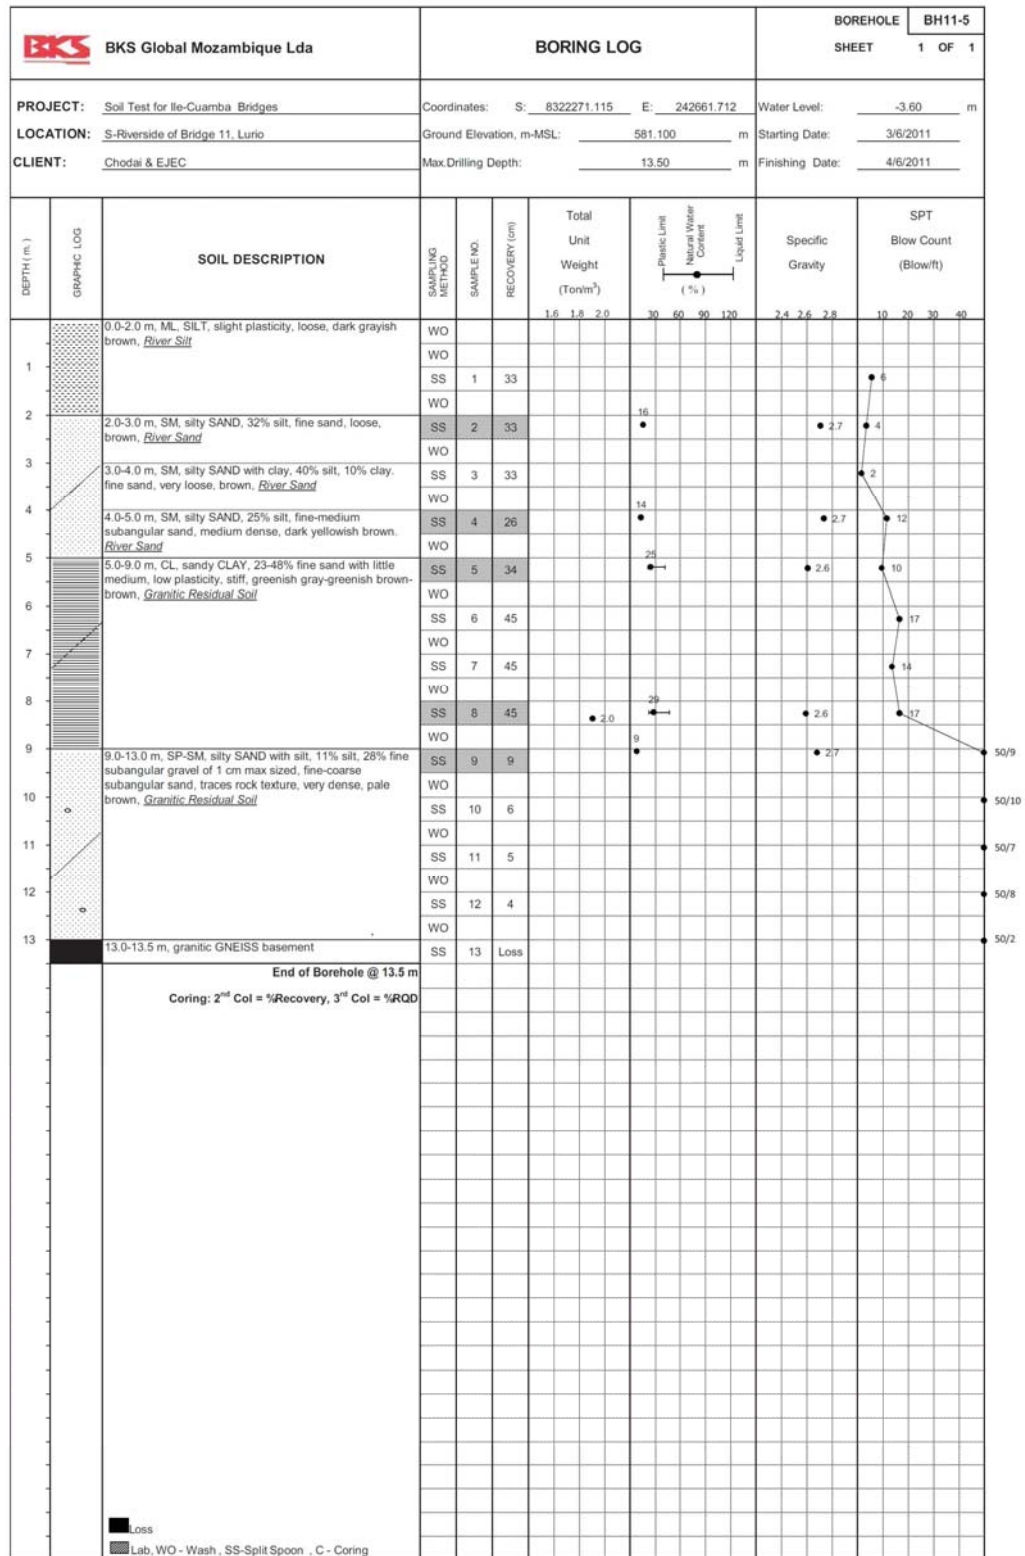 BKS
BKS Global Mozambique Lda
BORING LOG
BOREHOLE BH11-5
SHEET 1 OF 1
PROJECT: Soil Test for Ile-Cuamba Bridges
LOCATION: S-Riverside of Bridge 11, Lurio
CLIENT: Chodai & EJEC
Coordinates: S: 8322271.115 E: 242661.712
Ground Elevation, m-MSL: 581.100 m
Max.Drilling Depth: 13.50 m
Water Level: -3.60 m
Starting Date: 3/6/2011
Finishing Date: 4/6/2011
DEPTH ( m. )
GRAPHIC LOG
SOIL DESCRIPTION
SAMPLING METHOD
SAMPLE NO.
RECOVERY (cm)
Total
Unit
Weight
(Ton/m³)
1.6 1.8 2.0
Plastic Limit
Natural Water Content
Liquid Limit
( % )
30 60 90 120
Specific
Gravity
2.4 2.6 2.8
SPT
Blow Count
(Blow/ft)
10 20 30 40
0.0-2.0 m, ML, SILT, slight plasticity, loose, dark grayish
brown, River Silt
WO
WO
1
SS 1 33 6
WO
2
2.0-3.0 m, SM, silty SAND, 32% silt, fine sand, loose,
brown, River Sand
SS 2 33 16 2.7 4
WO
3
3.0-4.0 m, SM, silty SAND with clay, 40% silt, 10% clay.
fine sand, very loose, brown, River Sand
SS 3 33 2
WO
4
4.0-5.0 m, SM, silty SAND, 25% silt, fine-medium
subangular sand, medium dense, dark yellowish brown.
River Sand
SS 4 26 14 2.7 12
WO
5
5.0-9.0 m, CL, sandy CLAY, 23-48% fine sand with little
medium, low plasticity, stiff, greenish gray-greenish brown-
brown, Granitic Residual Soil
SS 5 34 25 2.6 10
WO
6
SS 6 45 17
WO
7
SS 7 45 14
WO
8
SS 8 45 2.0 29 2.6 17
WO
9
9.0-13.0 m, SP-SM, silty SAND with silt, 11% silt, 28% fine
subangular gravel of 1 cm max sized, fine-coarse
subangular sand, traces rock texture, very dense, pale
brown, Granitic Residual Soil
SS 9 9 9 2.7 50/9
WO
10
SS 10 6 50/10
WO
11
SS 11 5 50/7
WO
12
SS 12 4 50/8
WO
13
13.0-13.5 m, granitic GNEISS basement
SS 13 Loss 50/2
End of Borehole @ 13.5 m
Coring: 2nd Col = %Recovery, 3rd Col = %RQD
Loss
Lab, WO - Wash , SS-Split Spoon , C - Coring